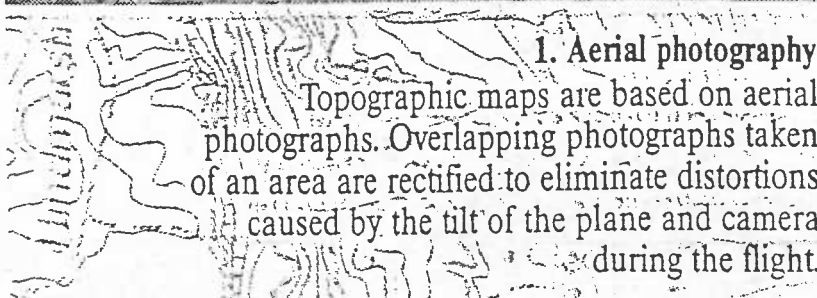 1. Aerial photography
Topographic maps are based on aerial
photographs. Overlapping photographs taken
of an area are rectified to eliminate distortions
caused by the tilt of the plane and camera
during the flight.